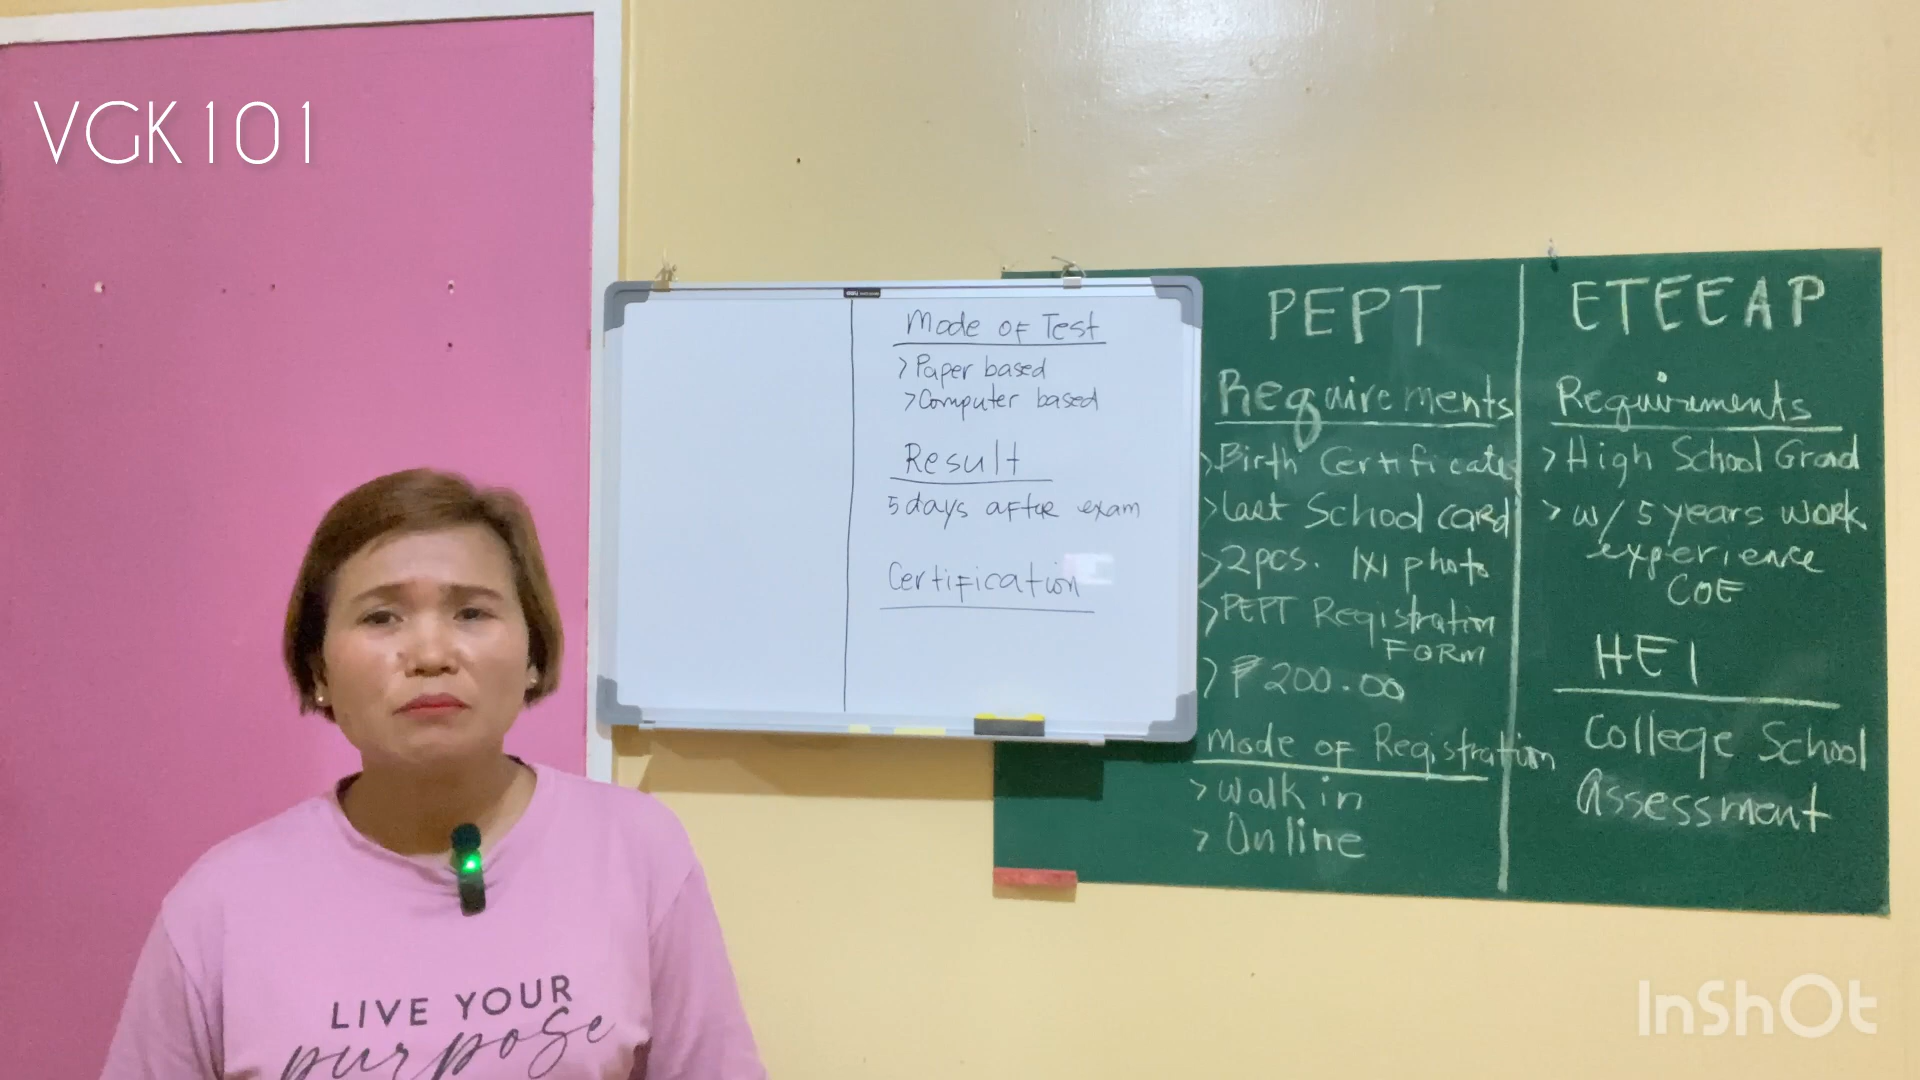 VGK101
Mode of Test
> Paper based
> Computer based
Result
5 days after exam
Certification
PEPT
Requirements
> Birth Certificate
> Last School card
> 2pcs. 1x1 photo
> PEPT Registration
FORM
> ₱200.00
Mode of Registration
> Walk in
> Online
ETEEAP
Requirements
> High School Grad
> w/ 5 years work
experience
COE
HEI
College School
Assessment
LIVE YOUR
purpose
InShOt